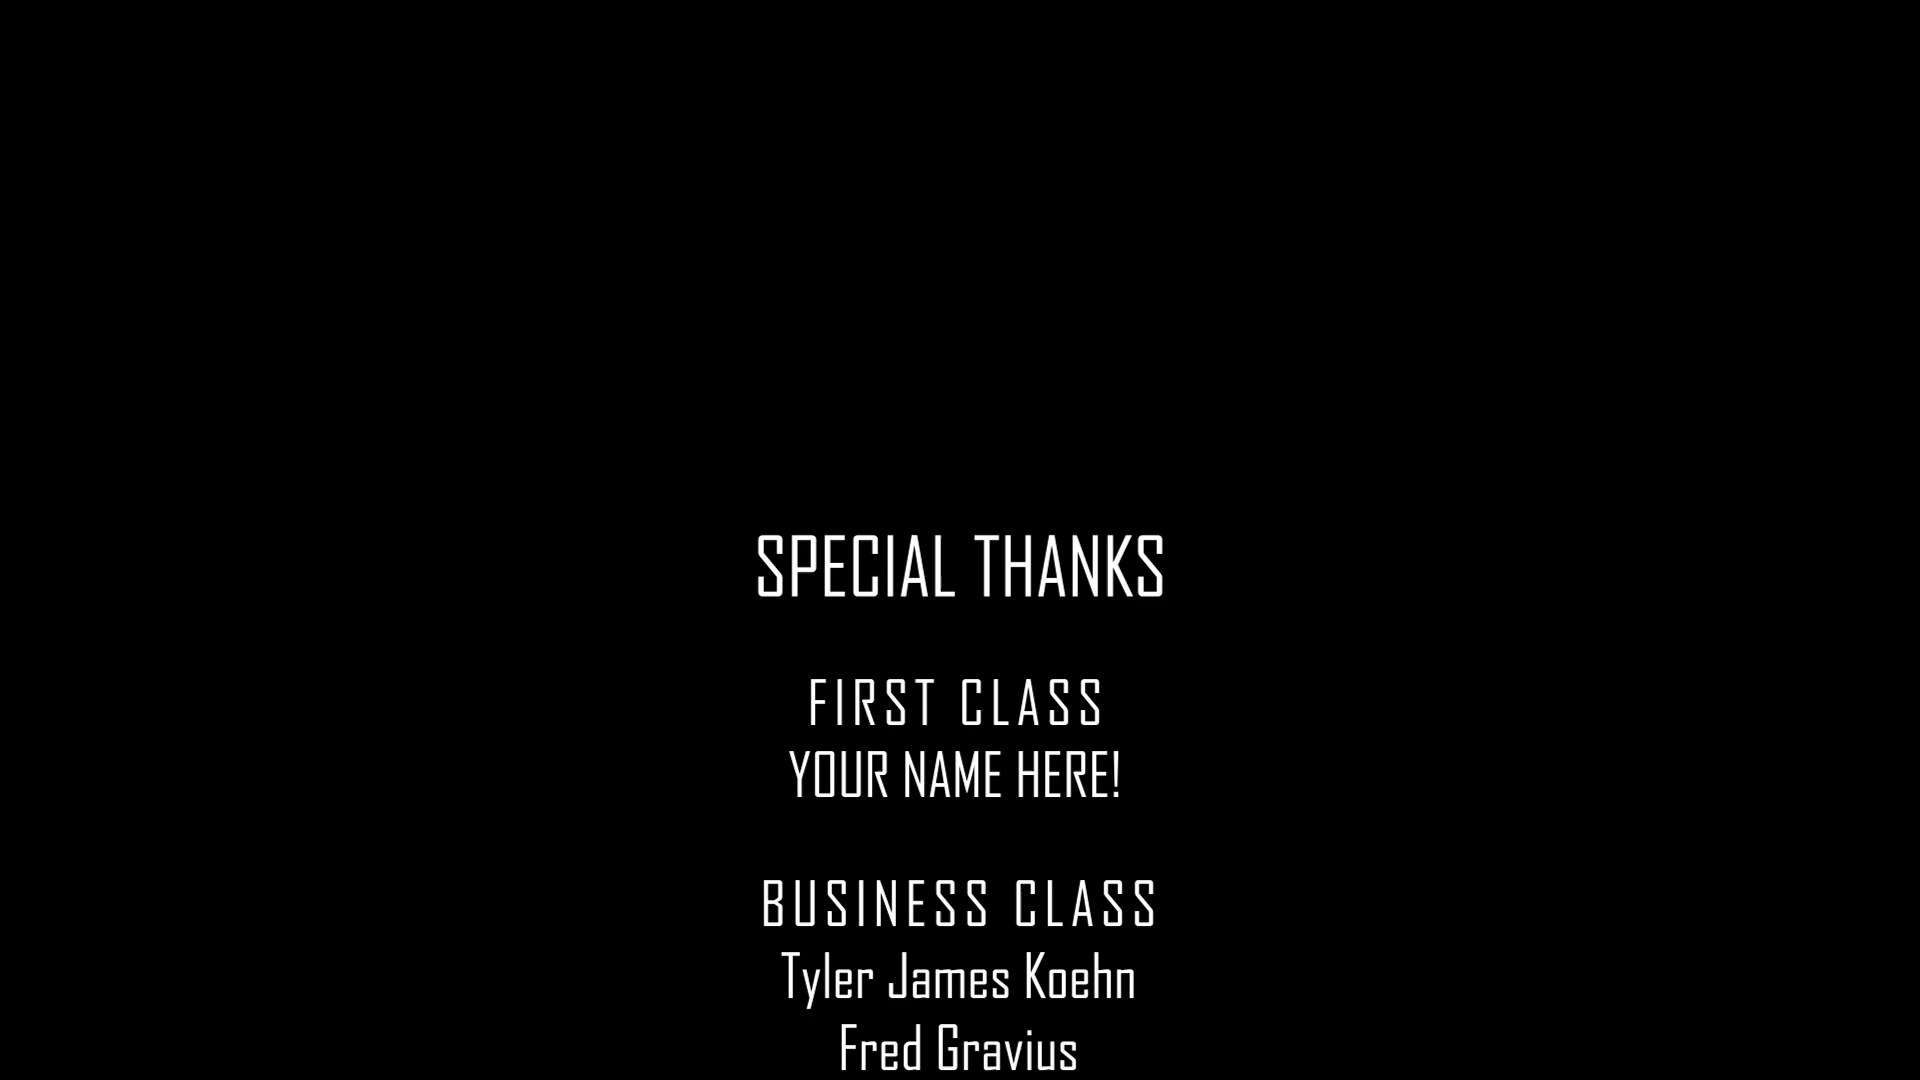 SPECIAL THANKS
FIRST CLASS
YOUR NAME HERE!
BUSINESS CLASS
Tyler James Koehn
Fred Gravius